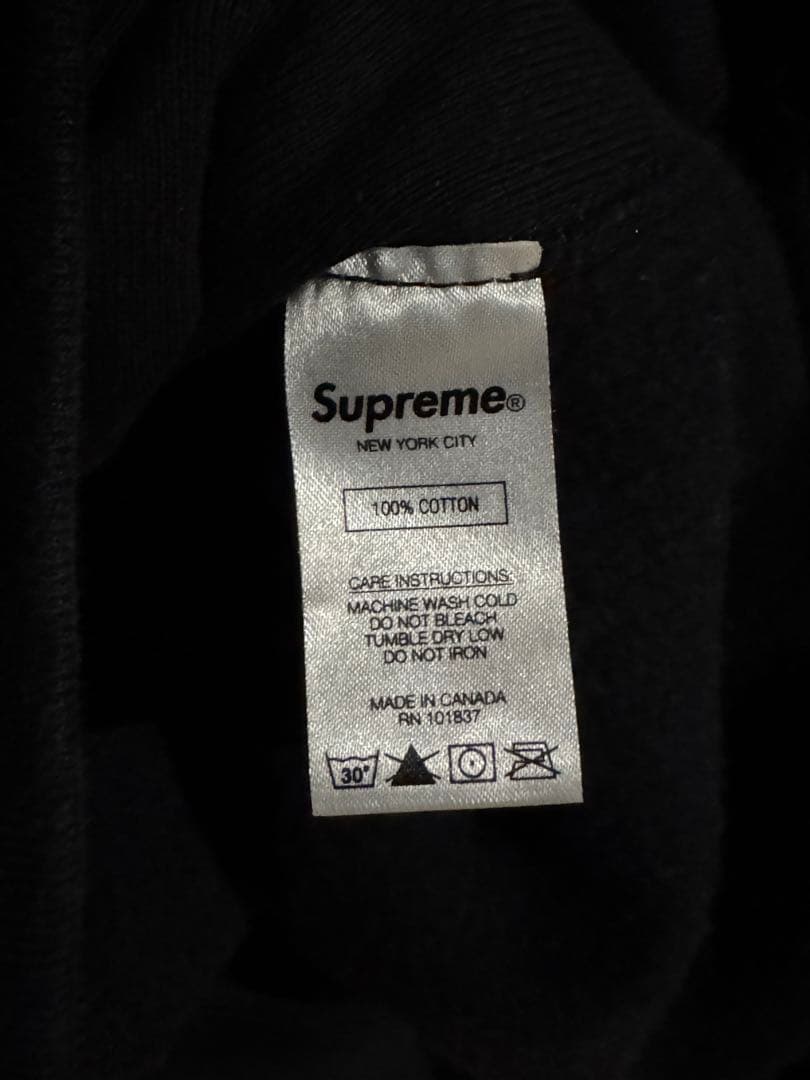 Supreme®
NEW YORK CITY
100% COTTON
CARE INSTRUCTIONS:
MACHINE WASH COLD
DO NOT BLEACH
TUMBLE DRY LOW
DO NOT IRON
MADE IN CANADA
RN 101837
30°